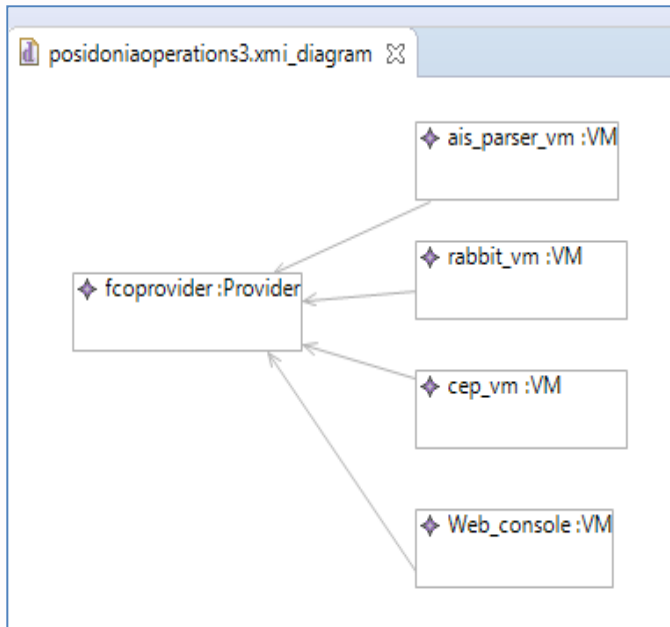 posidoniaoperations3.xmi_diagram
ais_parser_vm :VM
rabbit_vm :VM
fcoprovider :Provider
cep_vm :VM
Web_console :VM